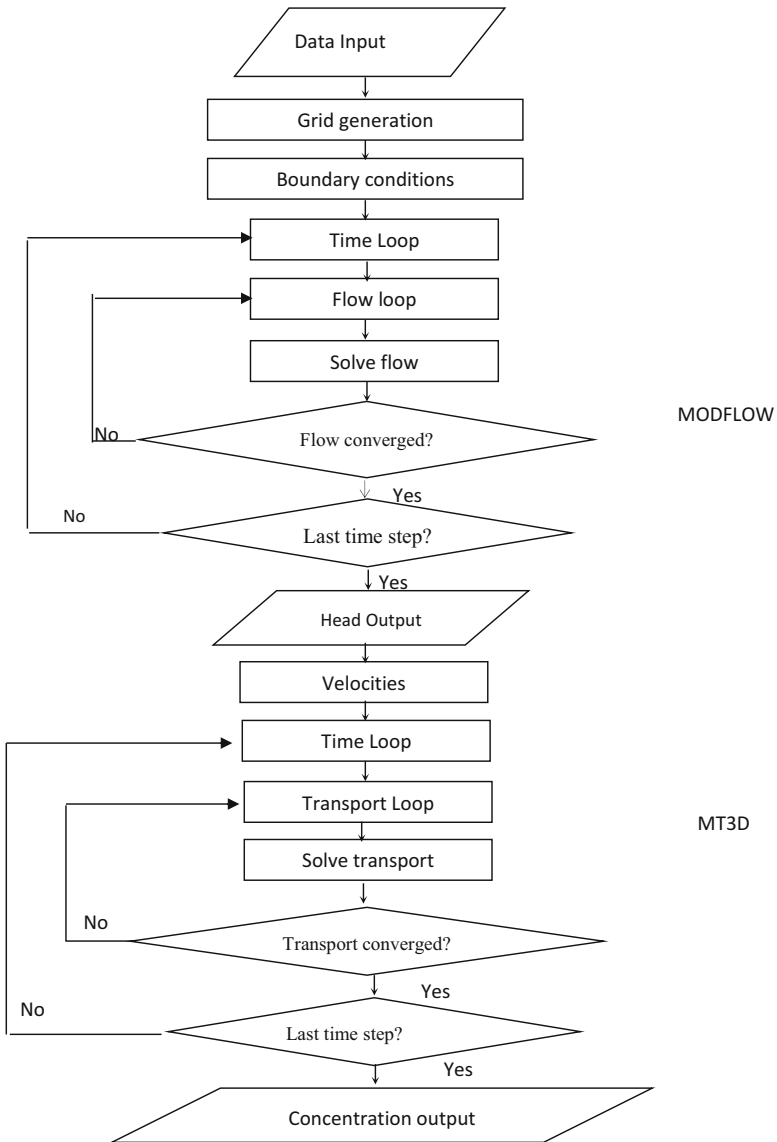 Data Input
Grid generation
Boundary conditions
Time Loop
Flow loop
Solve flow
MODFLOW
No
Flow converged?
Yes
No
Last time step?
Yes
Head Output
Velocities
Time Loop
Transport Loop
MT3D
Solve transport
No
Transport converged?
Yes
No
Last time step?
Yes
Concentration output